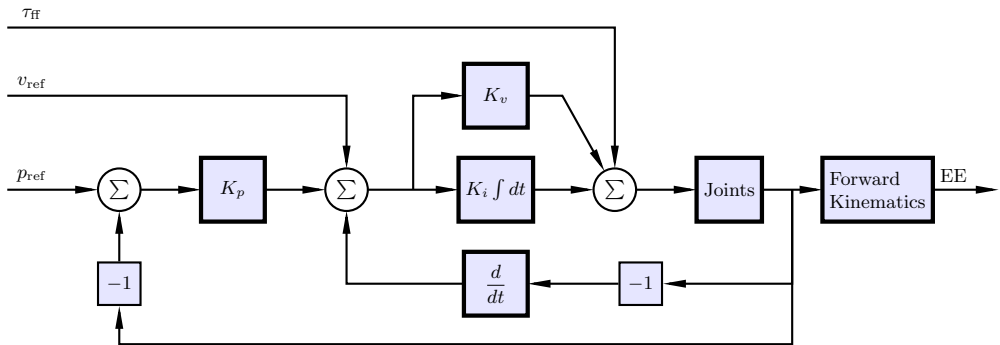 τ_ff
v_ref
K_v
p_ref
∑
K_p
∑
K_i ∫ dt
∑
Joints
Forward
Kinematics
EE
−1
d/dt
−1